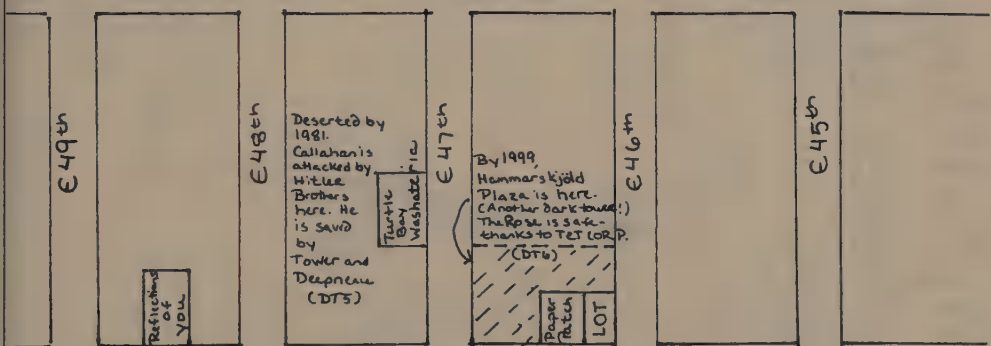 E 49th
Reflections
of
You
E 48th
Deserted by
1981.
Callahan is
attacked by
Hitler
Brothers
here. He
is saved
by
Tower and
Deepneau
(DT5)
Turtle
Bay
Washateria
E 47th
By 1999,
Hammarskjöld
Plaza is here.
(Another dark tower!)
The Rose is safe-
thanks to TET CORP.
(DT6)
Paper
Patch
LOT
E 46th
E 45th